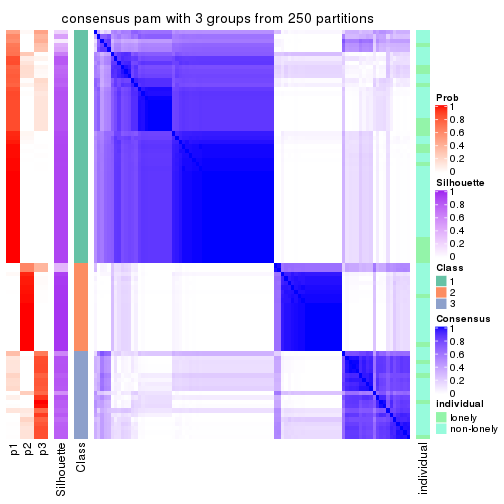 consensus pam with 3 groups from 250 partitions
Prob
1
0.8
0.6
0.4
0.2
0
Silhouette
1
0.8
0.6
0.4
0.2
0
Class
1
2
3
Consensus
1
0.8
0.6
0.4
0.2
0
individual
lonely
non-lonely
p1
p2
p3
Silhouette
Class
individual